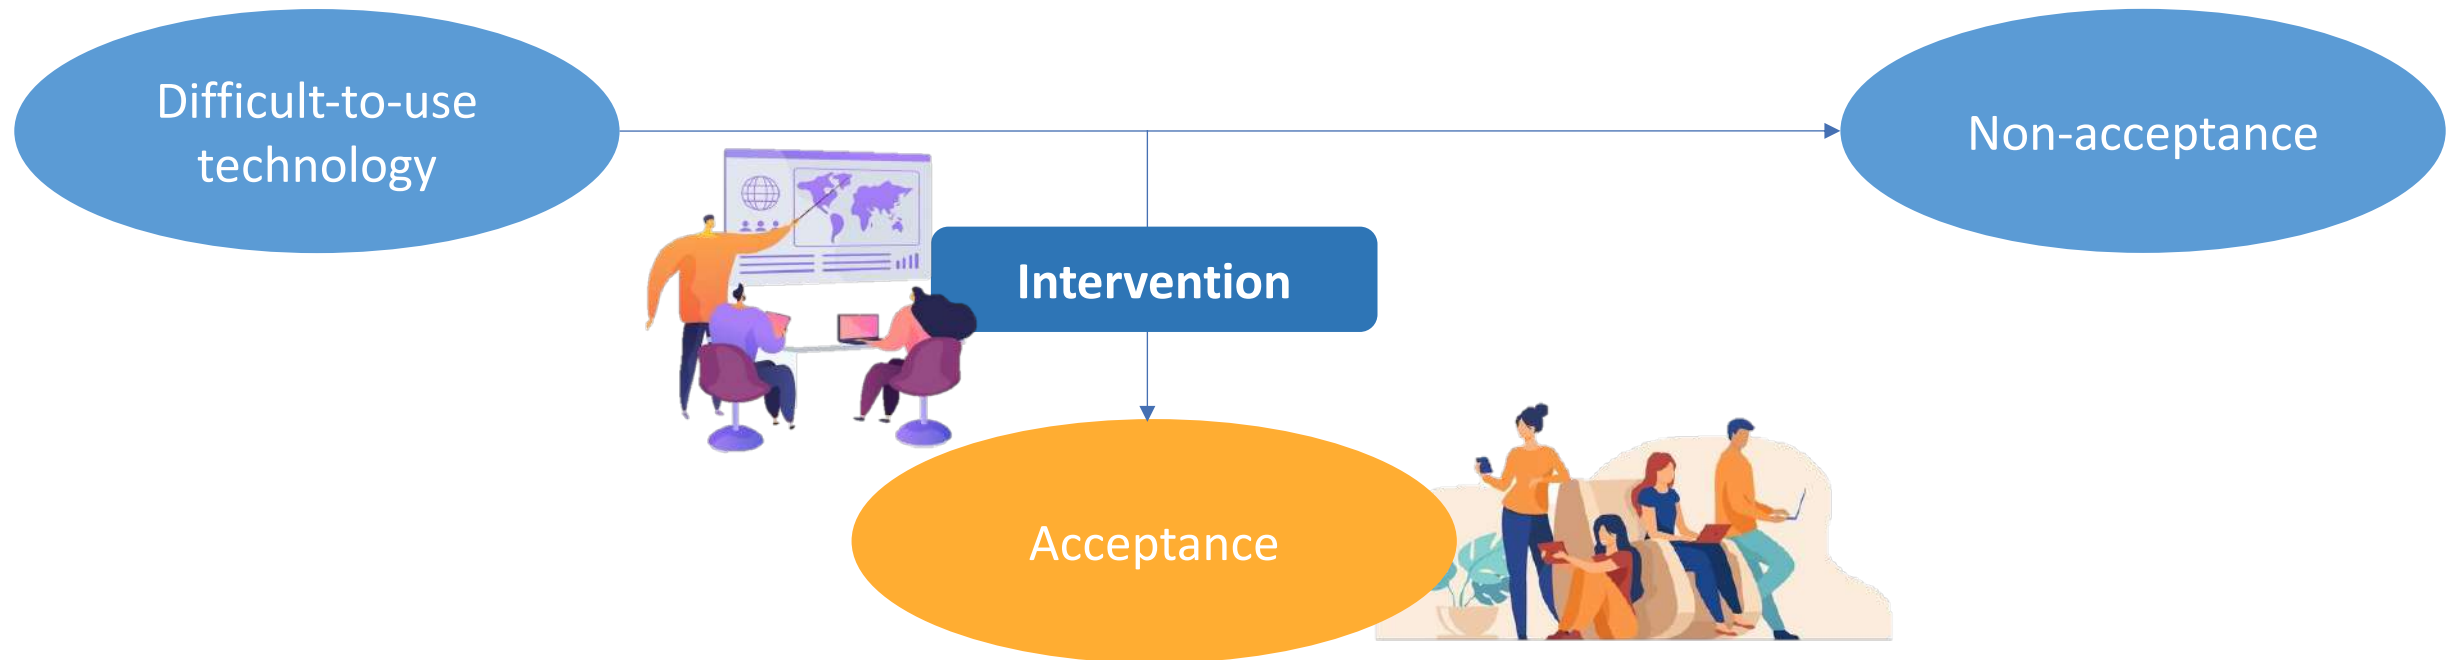 Difficult-to-use
technology
Non-acceptance
Intervention
Acceptance